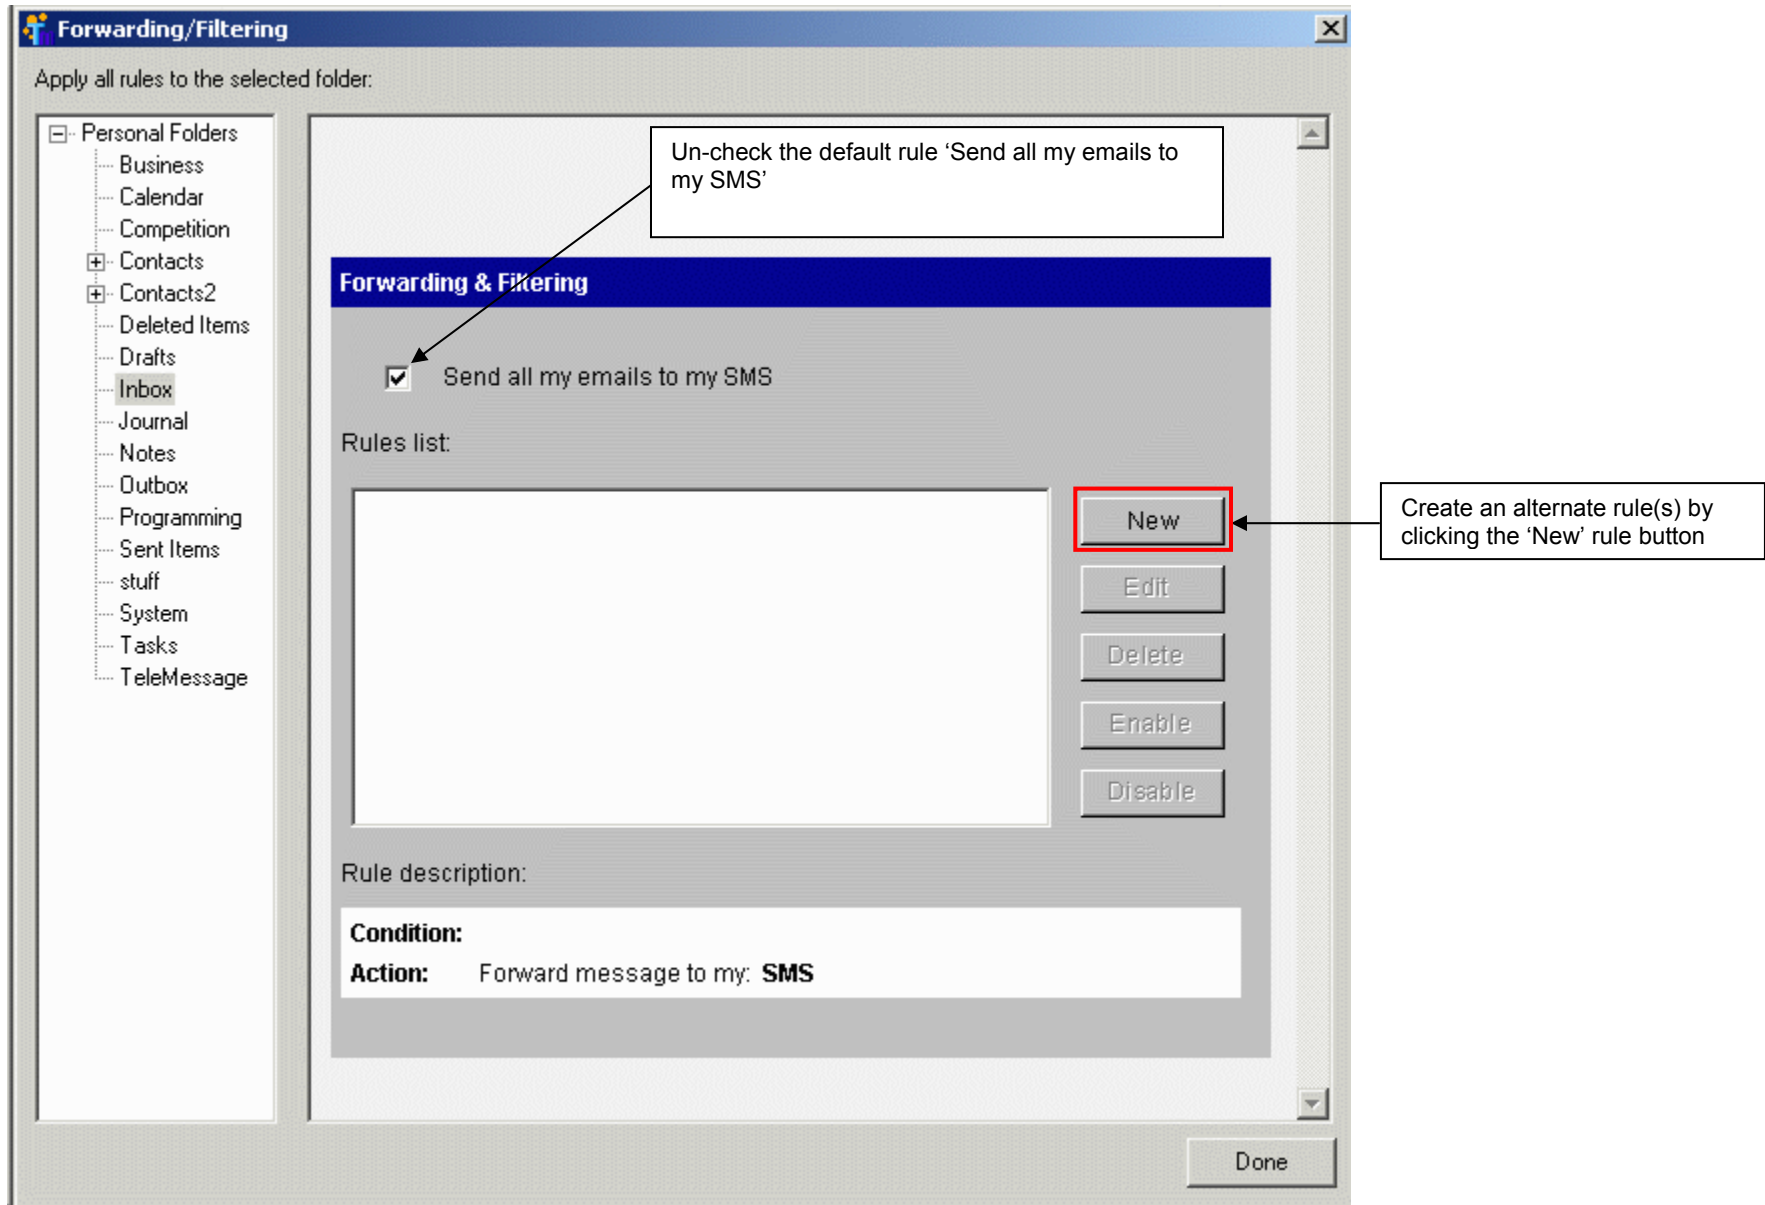 Forwarding/Filtering
Apply all rules to the selected folder:
Personal Folders
Business
Calendar
Competition
Contacts
Contacts2
Deleted Items
Drafts
Inbox
Journal
Notes
Outbox
Programming
Sent Items
stuff
System
Tasks
TeleMessage
Un-check the default rule ‘Send all my emails to
my SMS’
Forwarding & Filtering
Send all my emails to my SMS
Rules list:
New
Edit
Delete
Enable
Disable
Create an alternate rule(s) by
clicking the ‘New’ rule button
Rule description:
Condition:
Action: Forward message to my: SMS
Done